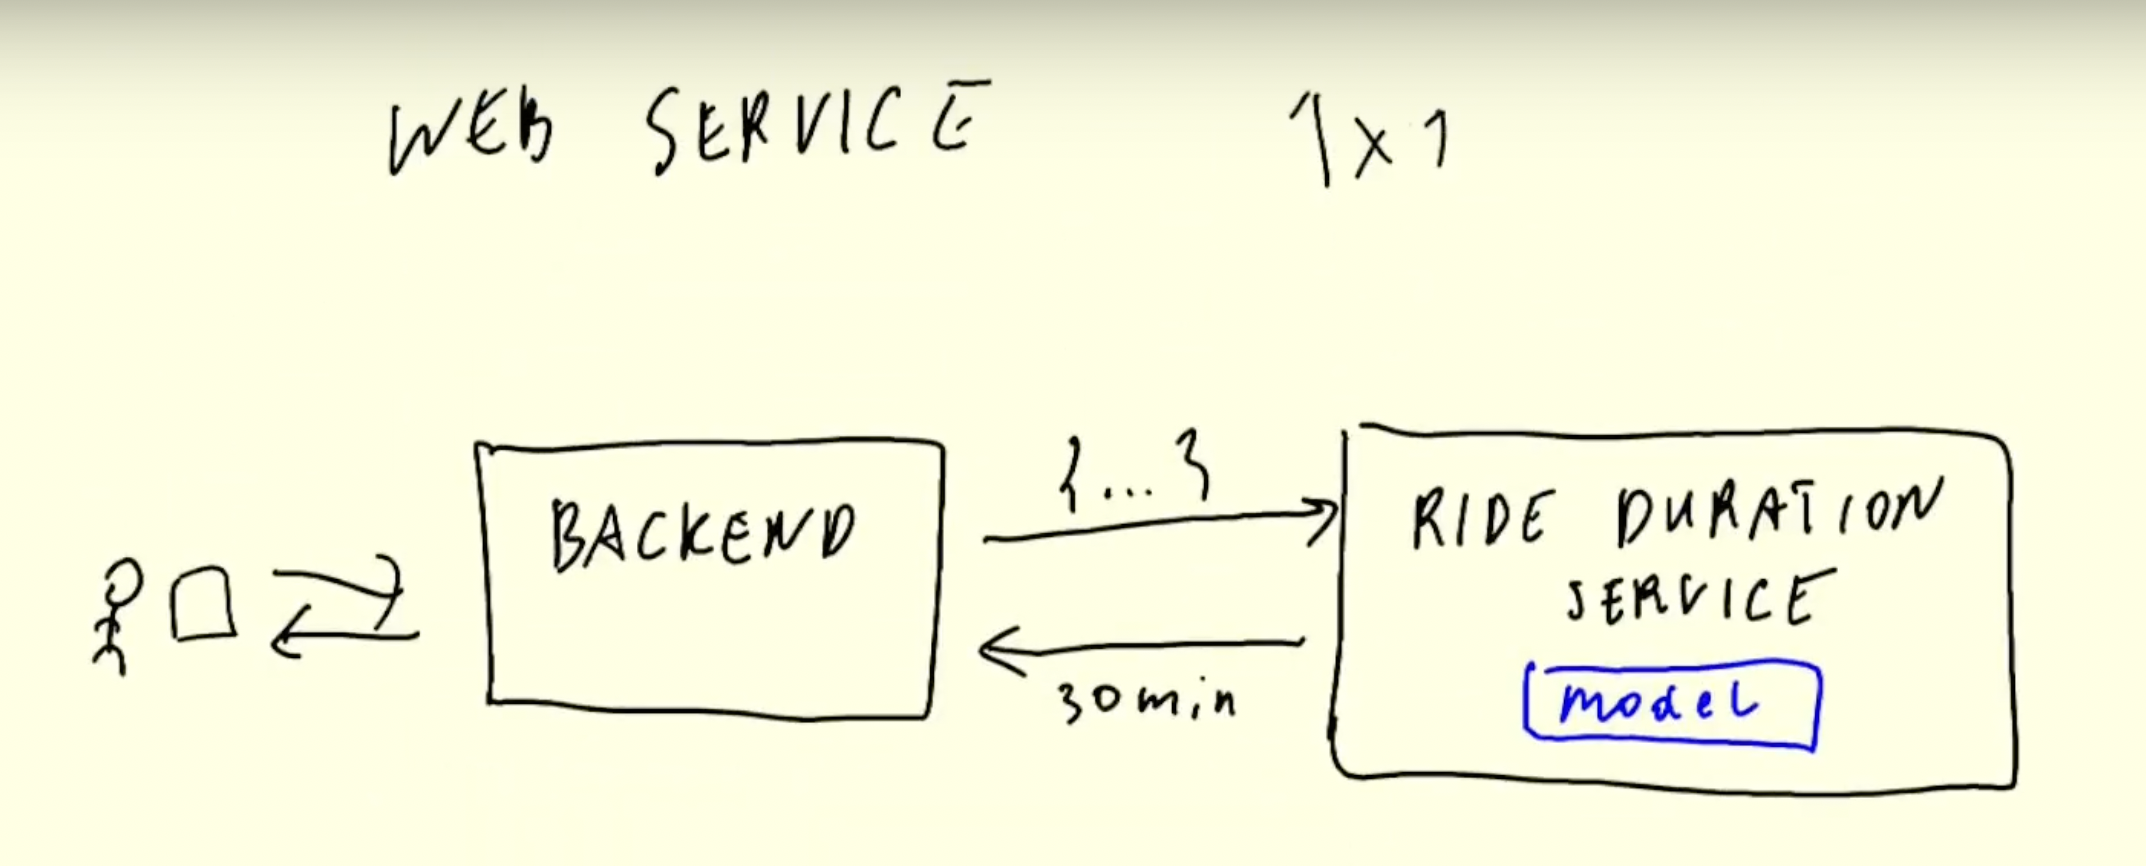 WEB SERVICE 1x1
BACKEND
{...}
30min
RIDE DURATION
SERVICE
model